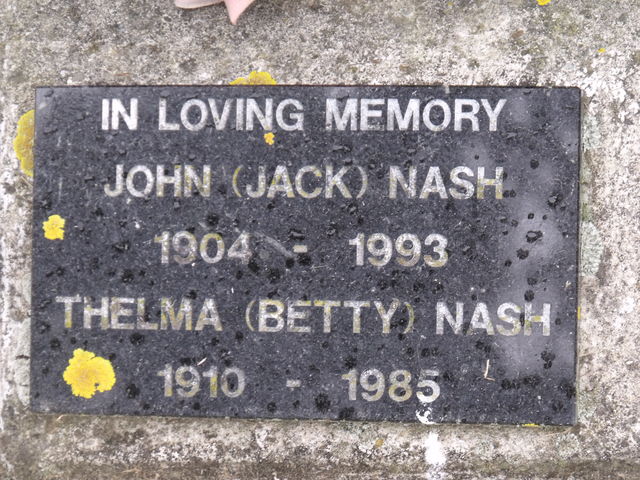 IN LOVING MEMORY
JOHN (JACK) NASH
1904 - 1993
THELMA (BETTY) NASH
1910 - 1985